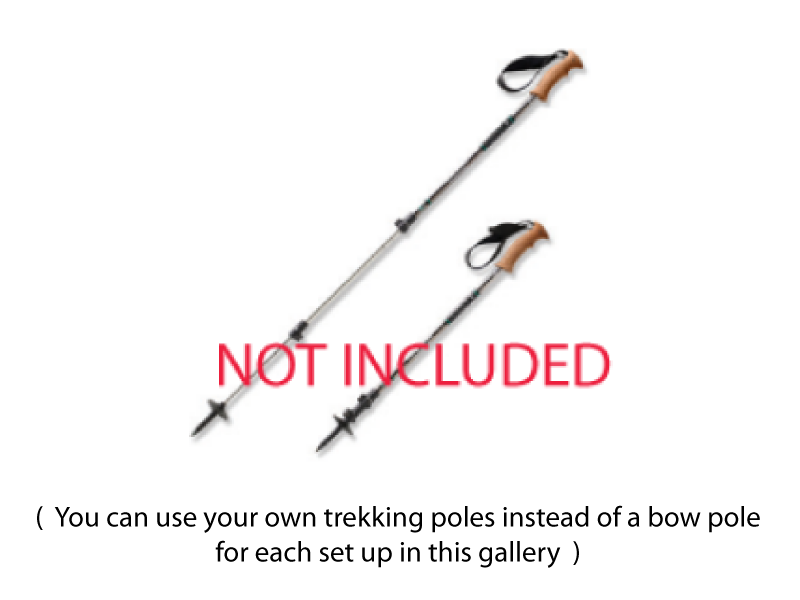 NOT INCLUDED
( You can use your own trekking poles instead of a bow pole
for each set up in this gallery )